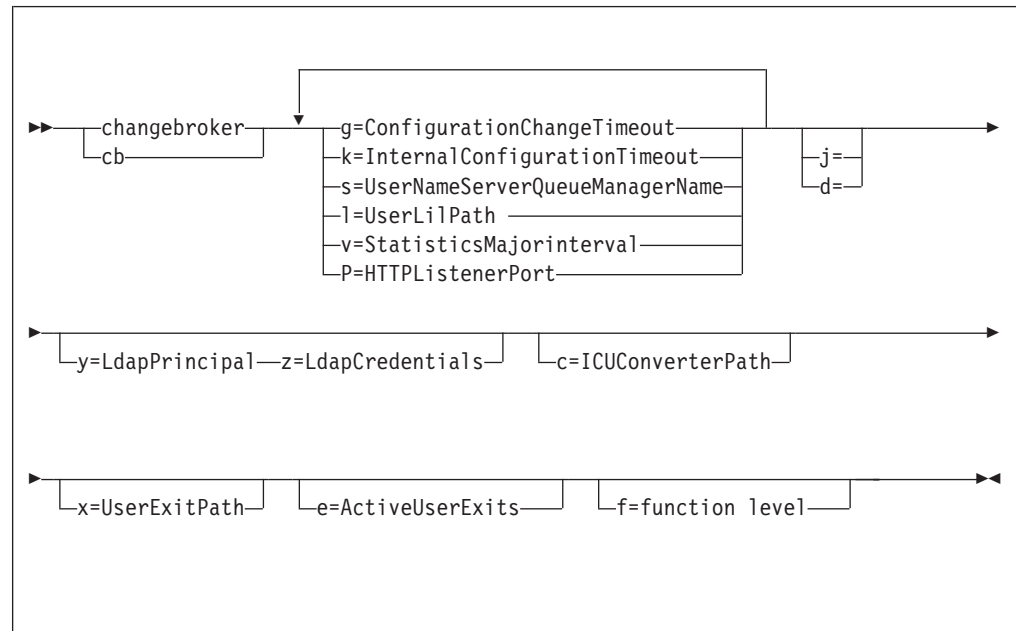 changebroker
cb
g=ConfigurationChangeTimeout
k=InternalConfigurationTimeout
s=UserNameServerQueueManagerName
l=UserLilPath
v=StatisticsMajorinterval
P=HTTPListenerPort
j=
d=
y=LdapPrincipal z=LdapCredentials
c=ICUConverterPath
x=UserExitPath
e=ActiveUserExits
f=function level